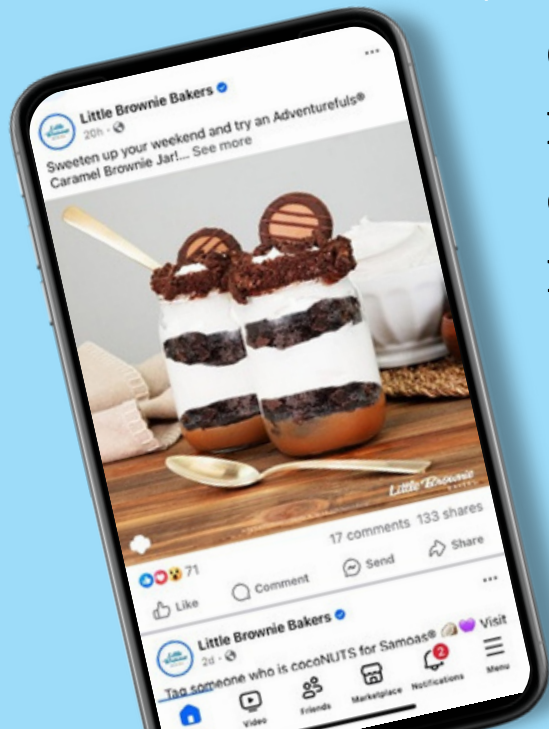 Little Brownie Bakers
20h ·
Sweeten up your weekend and try an Adventurefuls®
Caramel Brownie Jar!... See more
Little Brownie
71
17 comments 133 shares
Like
Comment
Send
Share
Little Brownie Bakers
2d ·
Tag someone who is cocoNUTS for Samoas® 🥥💜 Visit
Video
Friends
Marketplace
2
Notifications
Menu